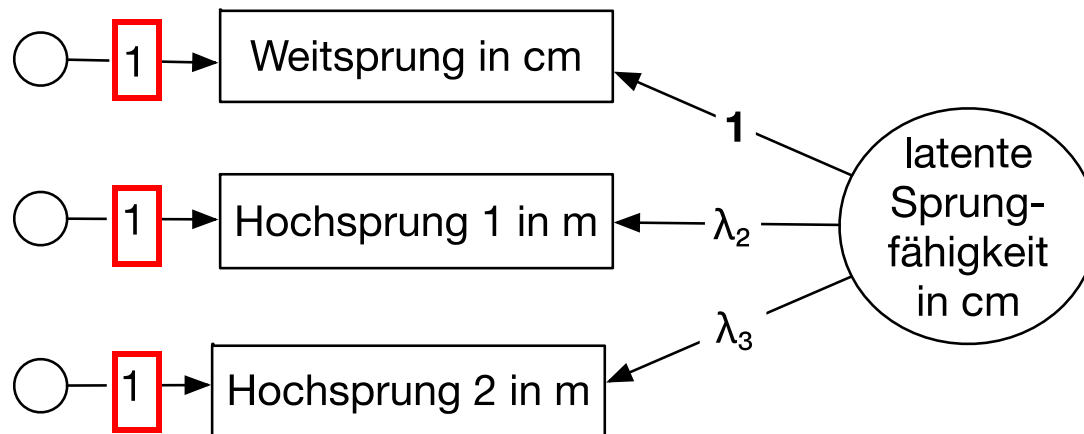 1
Weitsprung in cm
1
latente
Sprung-
fähigkeit
in cm
1
Hochsprung 1 in m
λ₂
λ₃
1
Hochsprung 2 in m